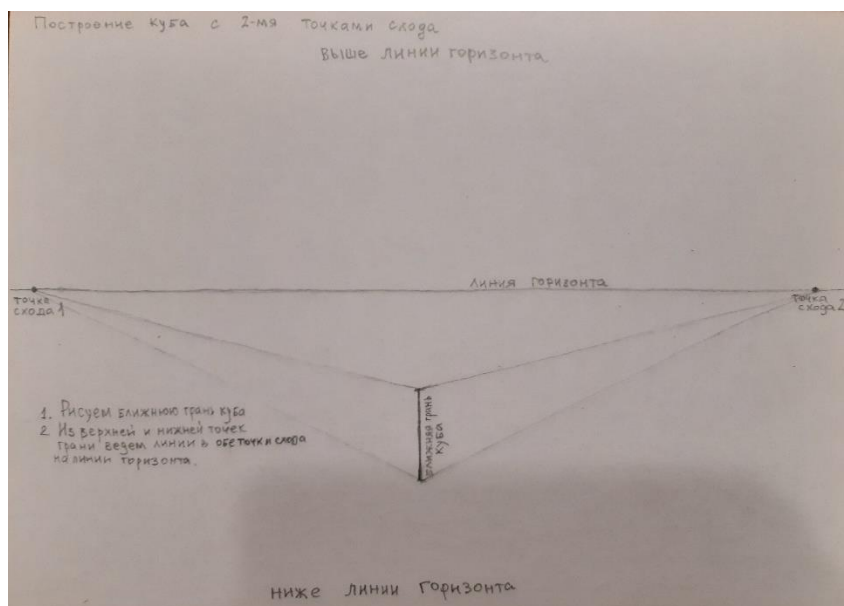 Построение куба с 2-мя точками схода
выше линии горизонта
линия горизонта
точка
схода 1
точка
схода 2
1. Рисуем ближнюю грань куба
2 Из верхней и нижней точек
грани ведем линии в обе точки схода
на линии горизонта.
ближняя грань
куба
ниже линии горизонта